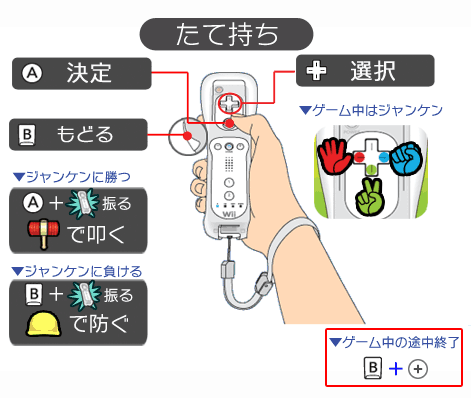 たて持ち
A 決定
選択
B もどる
▼ゲーム中はジャンケン
▼ジャンケンに勝つ
A + 振る
で叩く
▼ジャンケンに負ける
B + 振る
で防ぐ
Wii
▼ゲーム中の途中終了
B + +